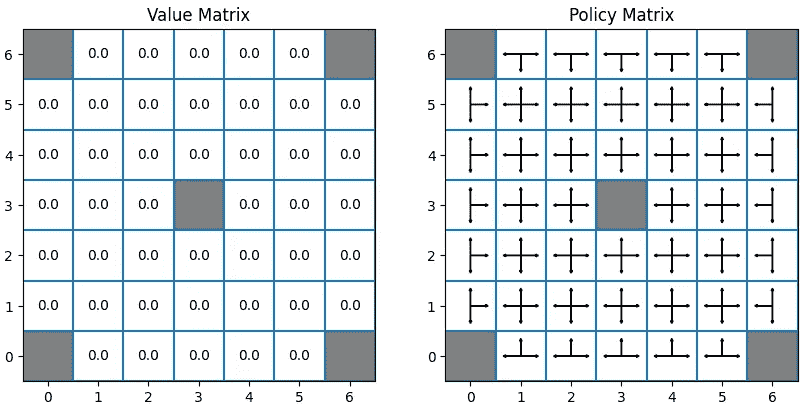 Value Matrix
6 0.0 0.0 0.0 0.0 0.0
5 0.0 0.0 0.0 0.0 0.0 0.0 0.0
4 0.0 0.0 0.0 0.0 0.0 0.0 0.0
3 0.0 0.0 0.0 0.0 0.0 0.0
2 0.0 0.0 0.0 0.0 0.0 0.0 0.0
1 0.0 0.0 0.0 0.0 0.0 0.0 0.0
0 0.0 0.0 0.0 0.0 0.0
0 1 2 3 4 5 6
Policy Matrix
6
5
4
3
2
1
0
0 1 2 3 4 5 6